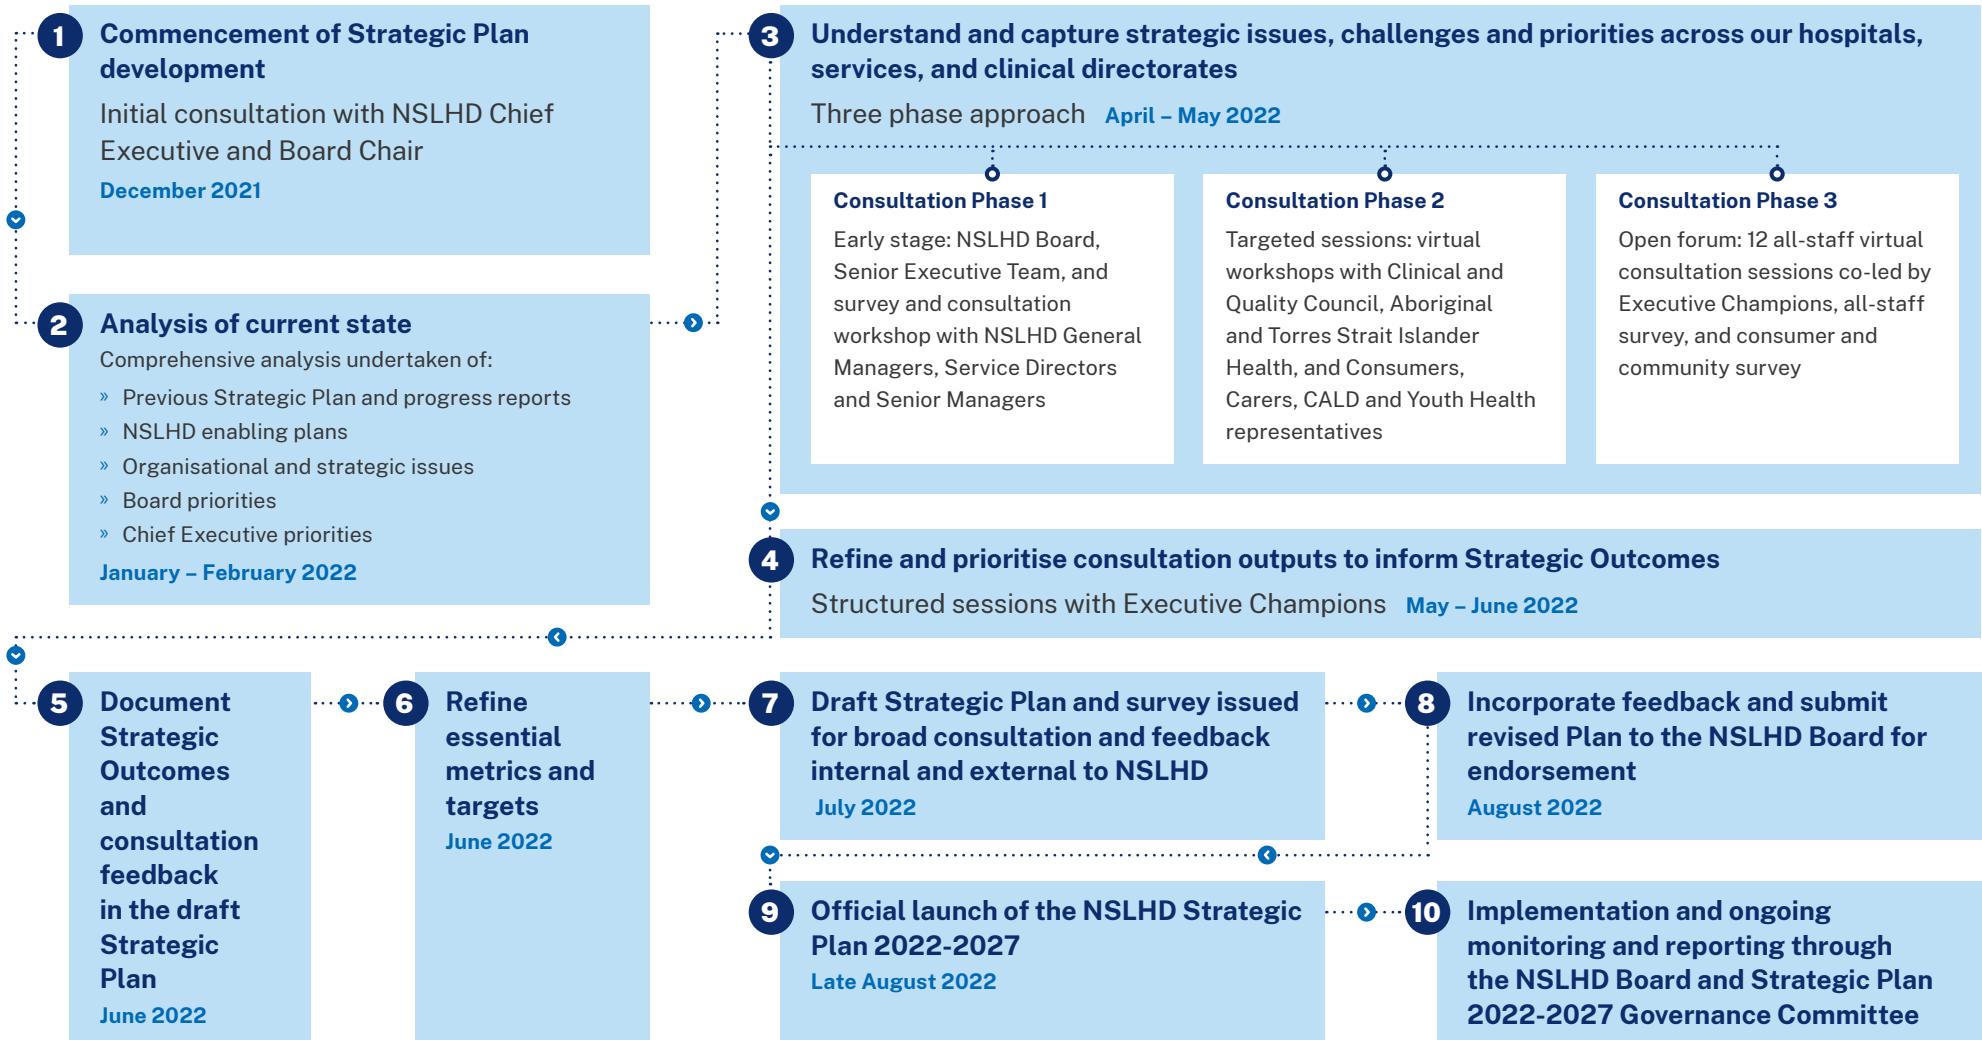 1
Commencement of Strategic Plan
development
Initial consultation with NSLHD Chief
Executive and Board Chair
December 2021
2
Analysis of current state
Comprehensive analysis undertaken of:
» Previous Strategic Plan and progress reports
» NSLHD enabling plans
» Organisational and strategic issues
» Board priorities
» Chief Executive priorities
January – February 2022
3
Understand and capture strategic issues, challenges and priorities across our hospitals,
services, and clinical directorates
Three phase approach April – May 2022
Consultation Phase 1
Early stage: NSLHD Board,
Senior Executive Team, and
survey and consultation
workshop with NSLHD General
Managers, Service Directors
and Senior Managers
Consultation Phase 2
Targeted sessions: virtual
workshops with Clinical and
Quality Council, Aboriginal
and Torres Strait Islander
Health, and Consumers,
Carers, CALD and Youth Health
representatives
Consultation Phase 3
Open forum: 12 all-staff virtual
consultation sessions co-led by
Executive Champions, all-staff
survey, and consumer and
community survey
4
Refine and prioritise consultation outputs to inform Strategic Outcomes
Structured sessions with Executive Champions May – June 2022
5
Document
Strategic
Outcomes
and
consultation
feedback
in the draft
Strategic
Plan
June 2022
6
Refine
essential
metrics and
targets
June 2022
7
Draft Strategic Plan and survey issued
for broad consultation and feedback
internal and external to NSLHD
July 2022
8
Incorporate feedback and submit
revised Plan to the NSLHD Board for
endorsement
August 2022
9
Official launch of the NSLHD Strategic
Plan 2022-2027
Late August 2022
10
Implementation and ongoing
monitoring and reporting through
the NSLHD Board and Strategic Plan
2022-2027 Governance Committee